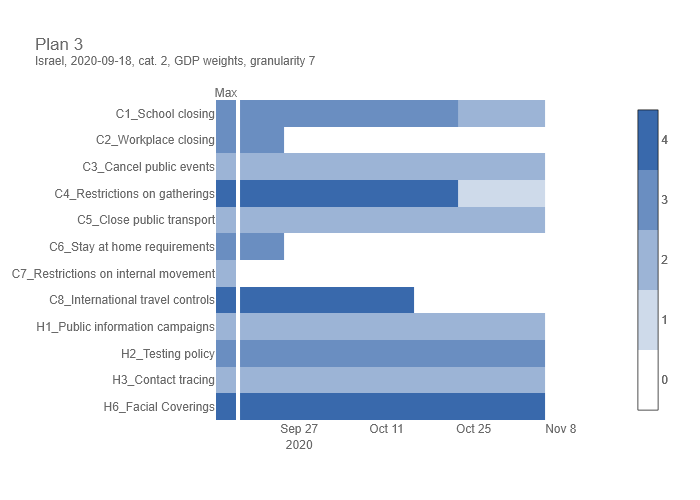 Plan 3
Israel, 2020-09-18, cat. 2, GDP weights, granularity 7
Max
C1_School closing
C2_Workplace closing
C3_Cancel public events
C4_Restrictions on gatherings
C5_Close public transport
C6_Stay at home requirements
C7_Restrictions on internal movement
C8_International travel controls
H1_Public information campaigns
H2_Testing policy
H3_Contact tracing
H6_Facial Coverings
Sep 27 Oct 11 Oct 25 Nov 8
2020
4
3
2
1
0